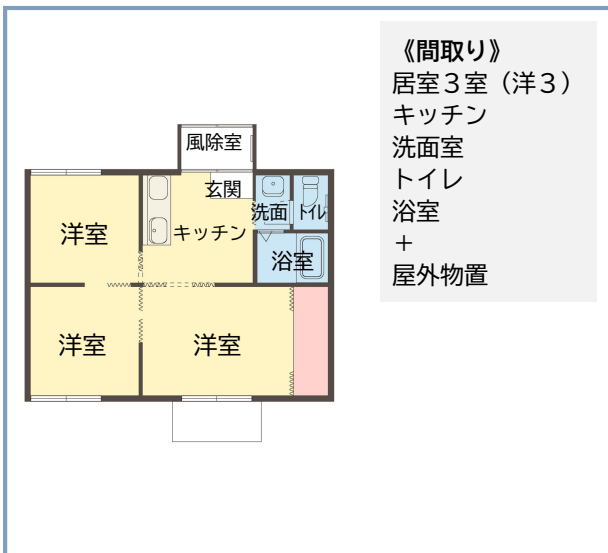 《間取り》
居室３室（洋３）
キッチン
洗面室
トイレ
浴室
＋
屋外物置
風除室
玄関
洗面
トイレ
洋室
キッチン
浴室
洋室
洋室